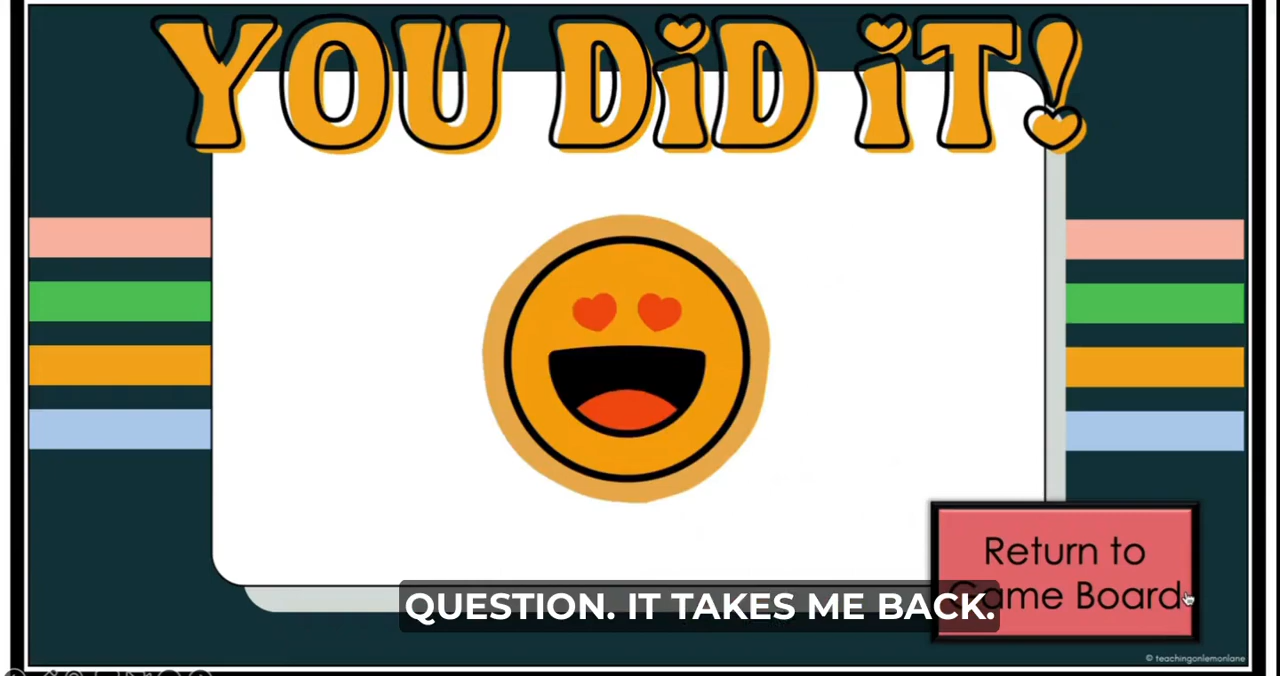 YOU DiD iT!
Return to
Game Board
QUESTION. IT TAKES ME BACK.
© teachingonlemonlane